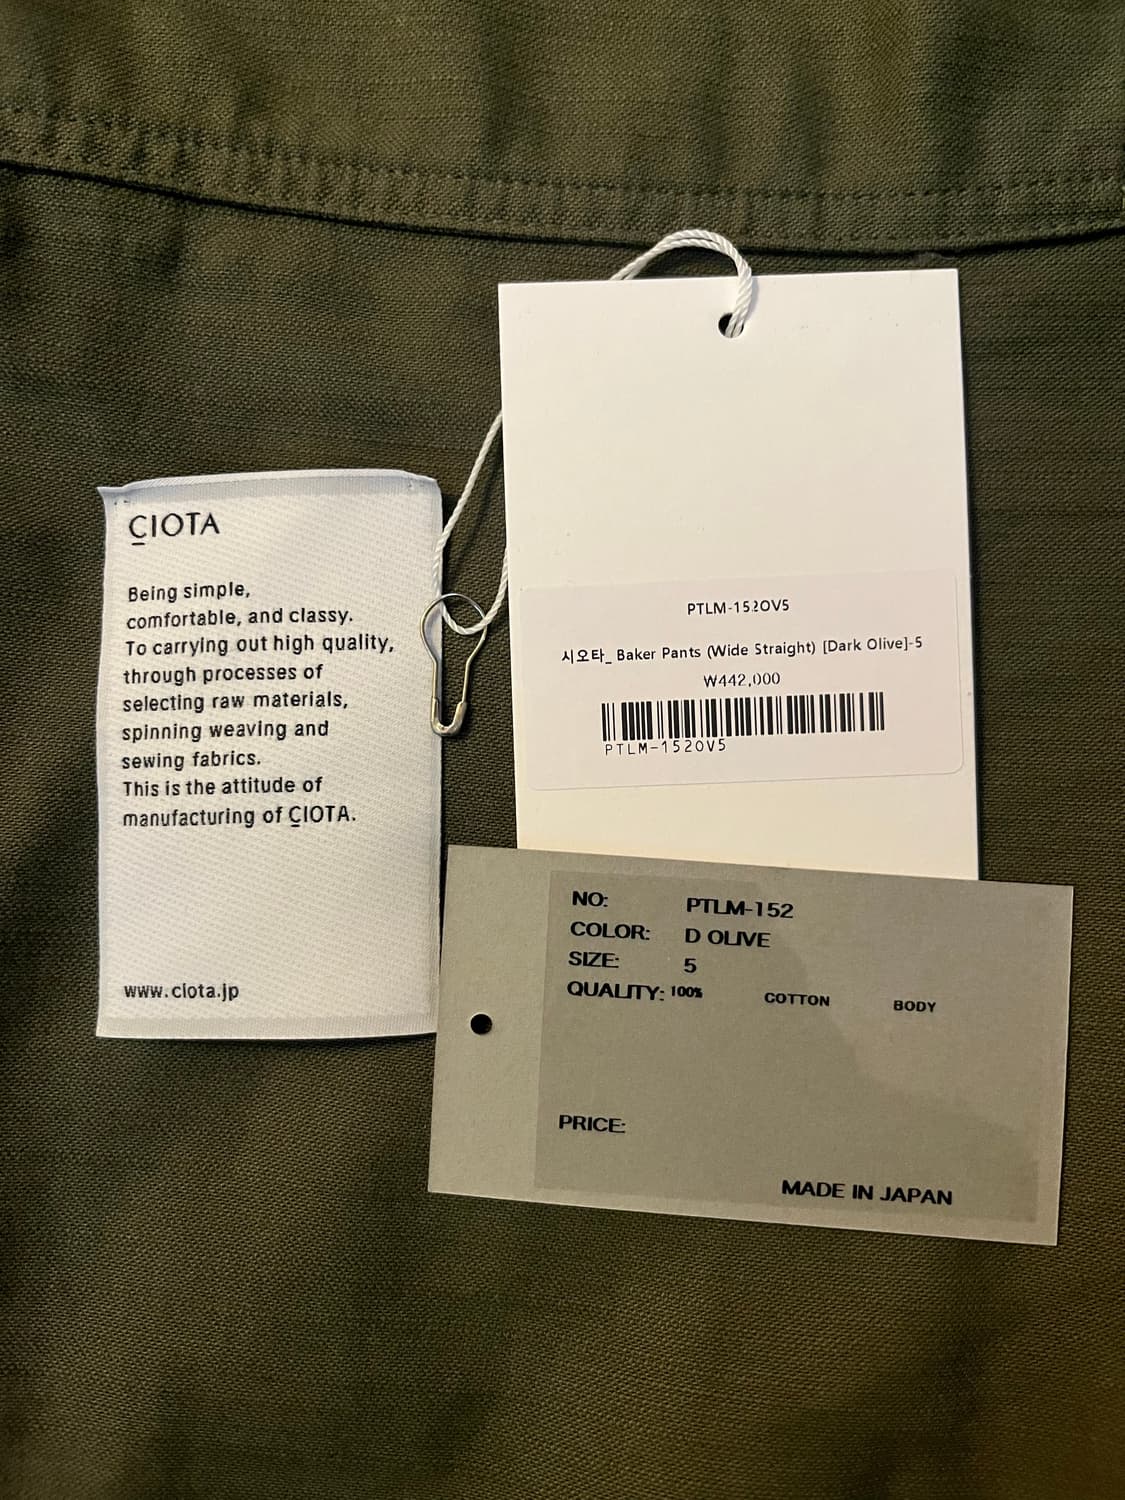 CIOTA
Being simple,
comfortable, and classy.
To carrying out high quality,
through processes of
selecting raw materials,
spinning weaving and
sewing fabrics.
This is the attitude of
manufacturing of CIOTA.
www.ciota.jp
PTLM-152OV5
시오타_ Baker Pants (Wide Straight) [Dark Olive]-5
₩442,000
PTLM-152OV5
NO: PTLM-152
COLOR: D OLIVE
SIZE: 5
QUALITY: 100% COTTON BODY
PRICE:
MADE IN JAPAN